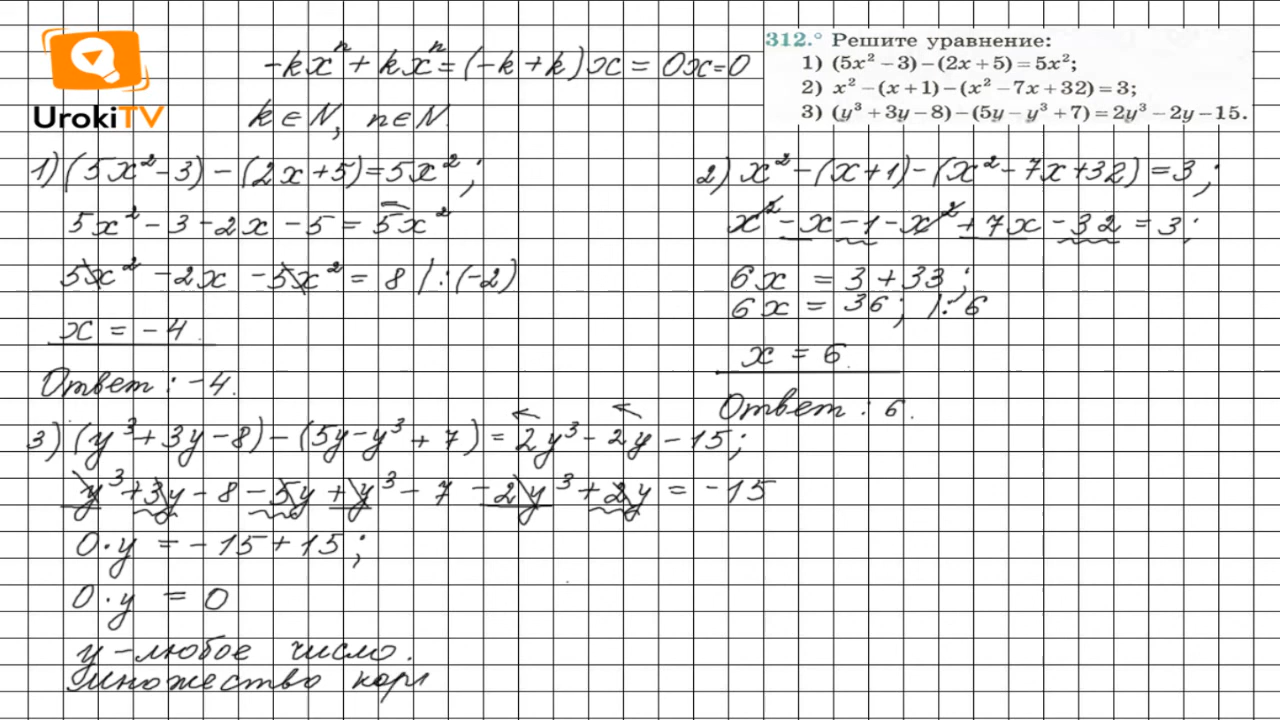 UrokiTV
-kxⁿ + kxⁿ = (-k + k)x = 0x = 0
k ∈ N, n ∈ N.
312.° Решите уравнение:
1) (5x² – 3) – (2x + 5) = 5x²;
2) x² – (x + 1) – (x² – 7x + 32) = 3;
3) (y³ + 3y – 8) – (5y – y³ + 7) = 2y³ – 2y – 15.
1) (5x² - 3) - (2x + 5) = 5x²;
5x² - 3 - 2x - 5 = 5x²
5x² - 2x - 5x² = 8 | : (-2)
x = -4.
Ответ: -4.
2) x² - (x + 1) - (x² - 7x + 32) = 3;
x² - x - 1 - x² + 7x - 32 = 3;
6x = 3 + 33;
6x = 36; |: 6
x = 6.
Ответ: 6.
3) (y³ + 3y - 8) - (5y - y³ + 7) = 2y³ - 2y - 15;
y³ + 3y - 8 - 5y + y³ - 7 - 2y³ + 2y = -15
0·y = -15 + 15;
0·y = 0
y - любое число.
Множество кор